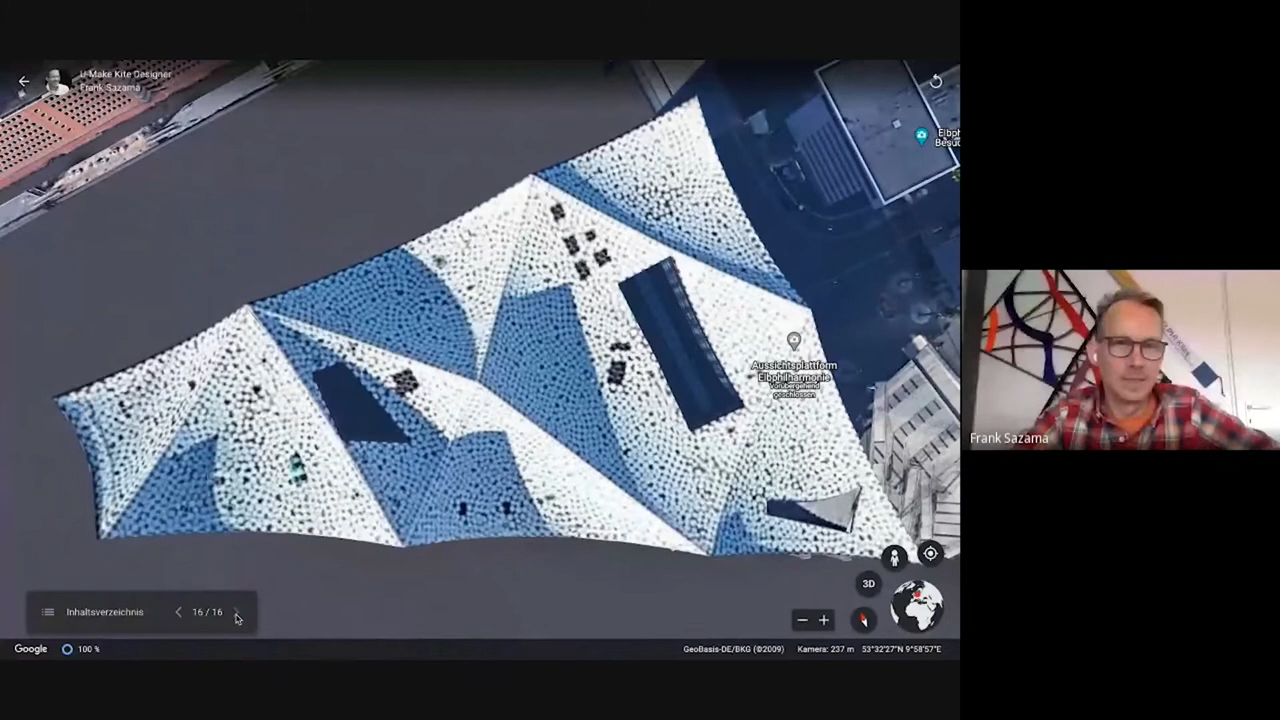 U-Make Kite Designer
Frank Sazama
Elbph
Besuc
Aussichtsplattform
Elbphilharmonie
Vorübergehend
geschlossen
Frank Sazama
3D
Inhaltsverzeichnis
16 / 16
Google
100 %
GeoBasis-DE/BKG (©2009)
Kamera: 237 m
53°32'27"N 9°58'57"E